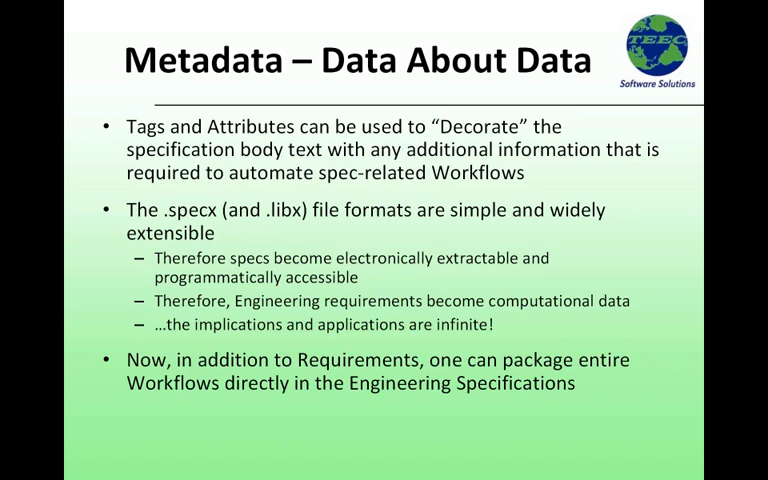 TEEC
Software Solutions
Metadata – Data About Data
• Tags and Attributes can be used to “Decorate” the
specification body text with any additional information that is
required to automate spec-related Workflows
• The .specx (and .libx) file formats are simple and widely
extensible
– Therefore specs become electronically extractable and
programmatically accessible
– Therefore, Engineering requirements become computational data
– …the implications and applications are infinite!
• Now, in addition to Requirements, one can package entire
Workflows directly in the Engineering Specifications